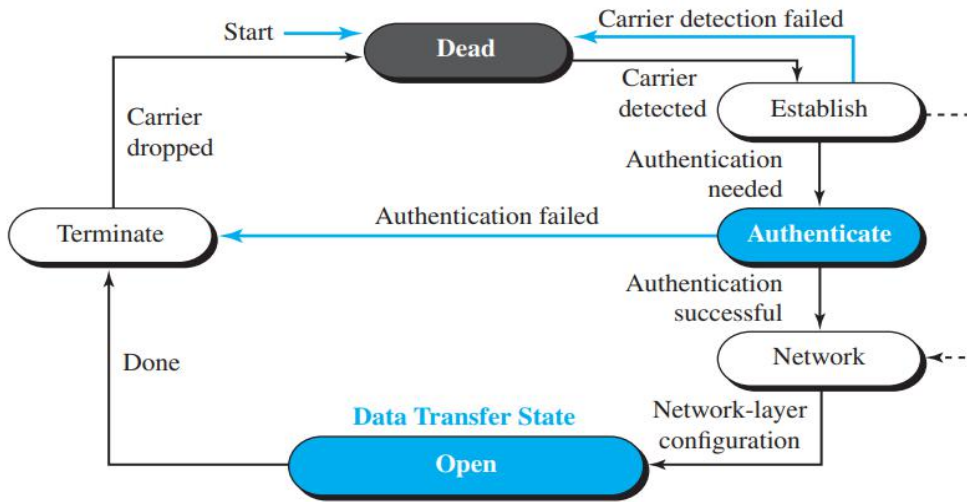 Start
Dead
Carrier detection failed
Carrier
detected
Establish
Carrier
dropped
Authentication
needed
Terminate
Authentication failed
Authenticate
Authentication
successful
Network
Done
Data Transfer State
Open
Network-layer
configuration